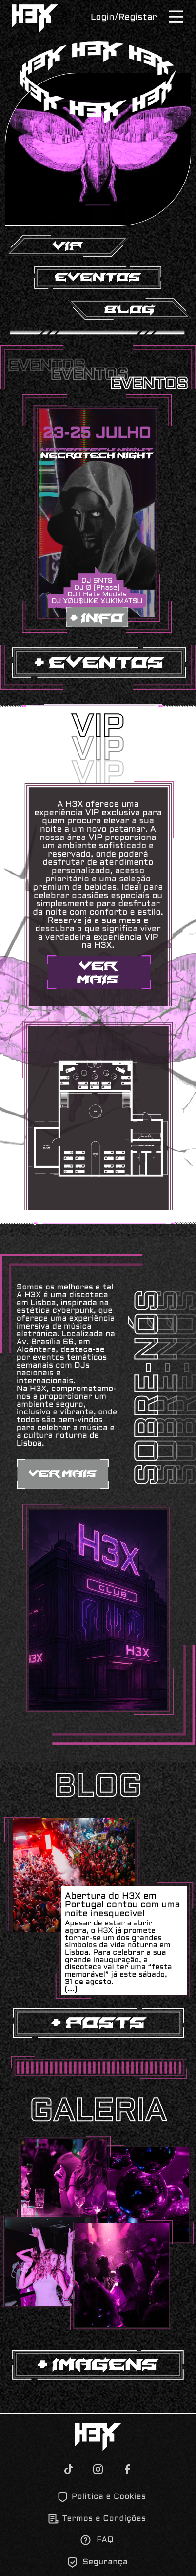 H3X
Login/Registar
H3X H3X H3X
H3X H3X H3X
VIP
EVENTOS
BLOG
EVENTOS
EVENTOS
EVENTOS
23-25 JULHO
NECROTECH NIGHT
DJ SNTS
DJ Ø [Phase]
DJ I Hate Models
DJ ¥ØU$UK€ ¥UK1MAT$U
+ INFO
+ EVENTOS
VIP
VIP
VIP
A H3X oferece uma
experiência VIP exclusiva para
quem procura elevar a sua
noite a um novo patamar. A
nossa área VIP proporciona
um ambiente sofisticado e
reservado, onde poderá
desfrutar de atendimento
personalizado, acesso
prioritário e uma seleção
premium de bebidas. Ideal para
celebrar ocasiões especiais ou
simplesmente para desfrutar
da noite com conforto e estilo.
Reserve já a sua mesa e
descubra o que significa viver
a verdadeira experiência VIP
na H3X.
VER
MAIS
Somos os melhores e tal
A H3X é uma discoteca
em Lisboa, inspirada na
estética cyberpunk, que
oferece uma experiência
imersiva de música
eletrónica. Localizada na
Av. Brasília 66, em
Alcântara, destaca-se
por eventos temáticos
semanais com DJs
nacionais e
internacionais.
Na H3X, comprometemo-
nos a proporcionar um
ambiente seguro,
inclusivo e vibrante, onde
todos são bem-vindos
para celebrar a música e
a cultura noturna de
Lisboa.
SOBRE-NÓS
SOBRE-NÓS
SOBRE-NÓS
VER MAIS
H3X
CLUB
H3X
H3X
BLOG
Abertura do H3X em
Portugal contou com uma
noite inesquecível
Apesar de estar a abrir
agora, o H3X já promete
tornar-se um dos grandes
símbolos da vida noturna em
Lisboa. Para celebrar a sua
grande inauguração, a
discoteca vai ter uma "festa
memorável" já este sábado,
31 de agosto.
(...)
+ POSTS
GALERIA
+ IMAGENS
H3X
Política e Cookies
Termos e Condições
FAQ
Segurança